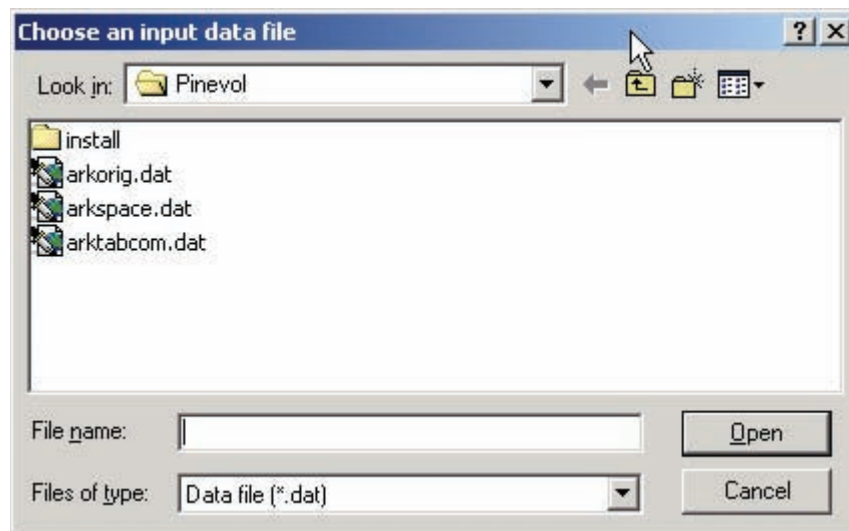 Choose an input data file
Look in: Pinevol
install
arkorig.dat
arkspace.dat
arktabcom.dat
File name: Open
Files of type: Data file (*.dat) Cancel